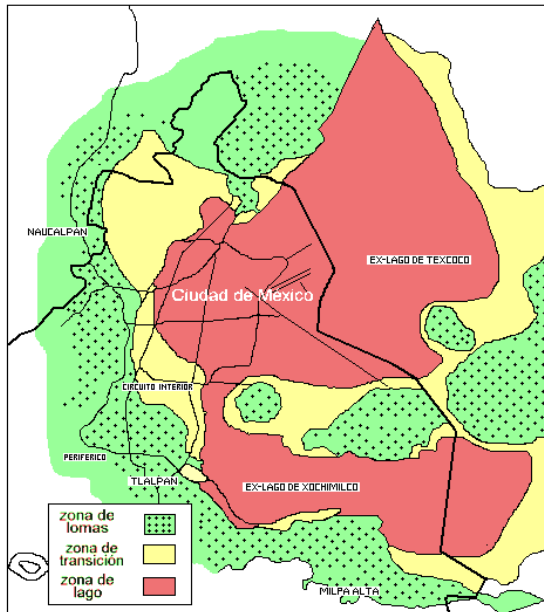 NAUCALPAN
EX-LAGO DE TEXCOCO
Ciudad de México
CIRCUITO INTERIOR
PERIFERICO
TLALPAN
EX-LAGO DE XOCHIMILCO
zona de
lomas
zona de
transición
zona de
lago
MILPA ALTA